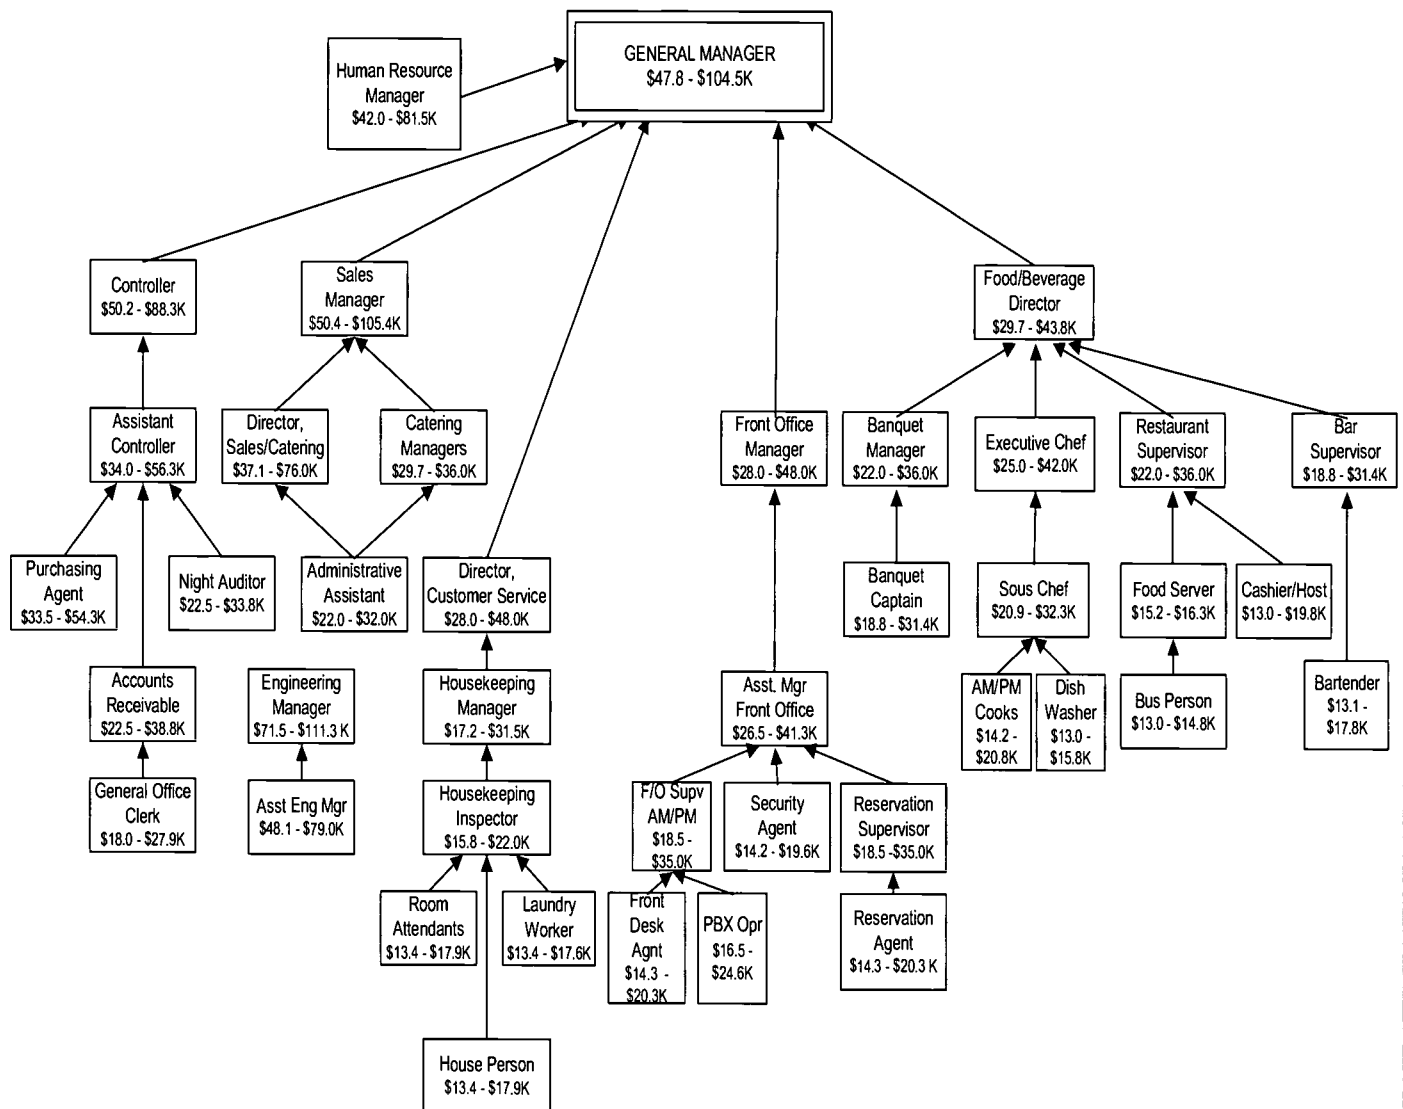 GENERAL MANAGER
$47.8 - $104.5K
Human Resource
Manager
$42.0 - $81.5K
Controller
$50.2 - $88.3K
Sales
Manager
$50.4 - $105.4K
Food/Beverage
Director
$29.7 - $43.8K
Assistant
Controller
$34.0 - $56.3K
Director,
Sales/Catering
$37.1 - $76.0K
Catering
Managers
$29.7 - $36.0K
Front Office
Manager
$28.0 - $48.0K
Banquet
Manager
$22.0 - $36.0K
Executive Chef
$25.0 - $42.0K
Restaurant
Supervisor
$22.0 - $36.0K
Bar
Supervisor
$18.8 - $31.4K
Purchasing
Agent
$33.5 - $54.3K
Night Auditor
$22.5 - $33.8K
Administrative
Assistant
$22.0 - $32.0K
Director,
Customer Service
$28.0 - $48.0K
Banquet
Captain
$18.8 - $31.4K
Sous Chef
$20.9 - $32.3K
Food Server
$15.2 - $16.3K
Cashier/Host
$13.0 - $19.8K
Accounts
Receivable
$22.5 - $38.8K
Engineering
Manager
$71.5 - $111.3 K
Housekeeping
Manager
$17.2 - $31.5K
Asst. Mgr
Front Office
$26.5 - $41.3K
AM/PM
Cooks
$14.2 -
$20.8K
Dish
Washer
$13.0 -
$15.8K
Bus Person
$13.0 - $14.8K
Bartender
$13.1 -
$17.8K
General Office
Clerk
$18.0 - $27.9K
Asst Eng Mgr
$48.1 - $79.0K
Housekeeping
Inspector
$15.8 - $22.0K
F/O Supv
AM/PM
$18.5 -
$35.0K
Security
Agent
$14.2 - $19.6K
Reservation
Supervisor
$18.5 -$35.0K
Room
Attendants
$13.4 - $17.9K
Laundry
Worker
$13.4 - $17.6K
Front
Desk
Agnt
$14.3 -
$20.3K
PBX Opr
$16.5 -
$24.6K
Reservation
Agent
$14.3 - $20.3 K
House Person
$13.4 - $17.9K